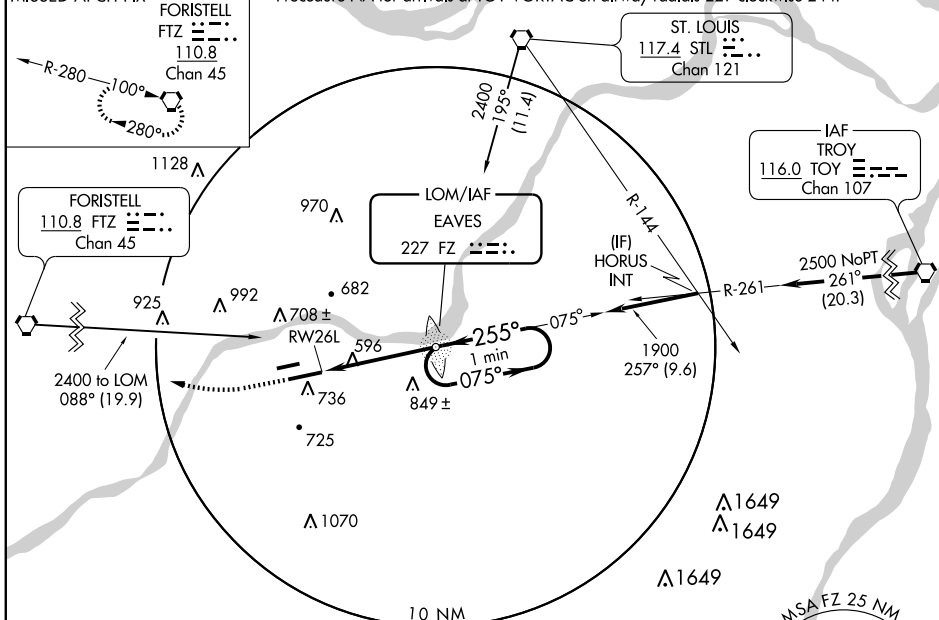 FORISTELL
FTZ
110.8
Chan 45
R-280
100°
280°
ST. LOUIS
117.4 STL
Chan 121
2400
195°
(11.4)
IAF
TROY
116.0 TOY
Chan 107
1128
970
LOM/IAF
EAVES
227 FZ
FORISTELL
110.8 FTZ
Chan 45
R-144
(IF)
HORUS
INT
2500 NoPT
261°
(20.3)
R-261
925
992
682
708 ±
RW26L
596
255°
1 min
075°
075°
1900
257° (9.6)
2400 to LOM
088° (19.9)
736
849 ±
725
1070
1649
1649
1649
10 NM
MSA FZ 25 NM